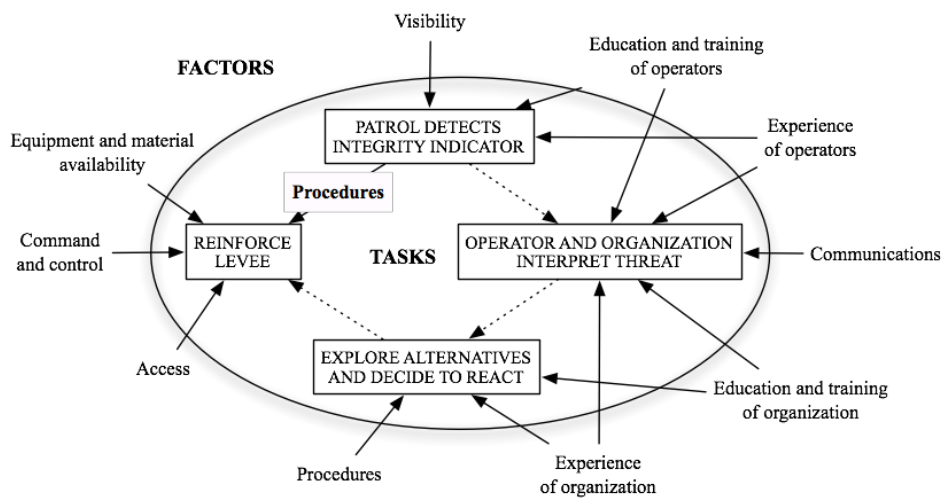 Visibility
FACTORS
Education and training
of operators
PATROL DETECTS
INTEGRITY INDICATOR
Equipment and material
availability
Experience
of operators
Procedures
Command
and control
REINFORCE
LEVEE
TASKS
OPERATOR AND ORGANIZATION
INTERPRET THREAT
Communications
Access
EXPLORE ALTERNATIVES
AND DECIDE TO REACT
Education and training
of organization
Procedures
Experience
of organization